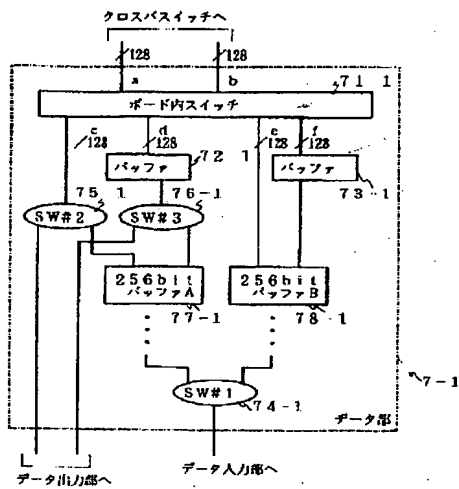 クロスバスイッチへ
128 128
a b
71 1
ボード内スイッチ
c 128 d 128 1 e 128 f 128
バッファ 72
バッファ 73-1
75 1 76-1
SW#2 SW#3
256bit バッファA
256bit バッファB
77-1 78-1
SW#1
74-1
7-1
データ部
データ出力部へ データ入力部へ